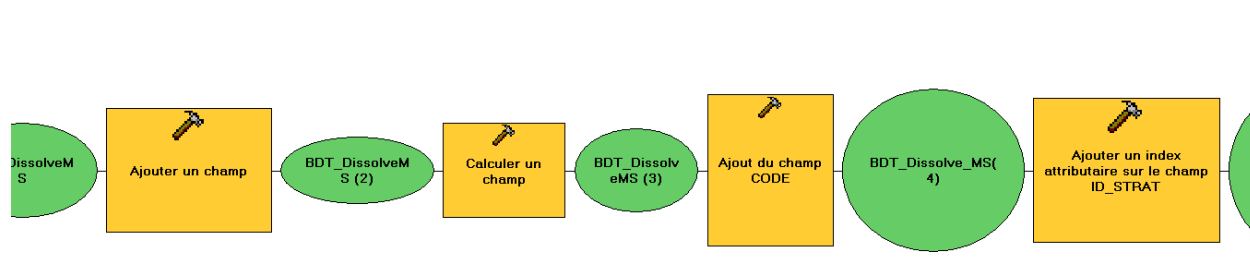 DissolveM
S
Ajouter un champ
BDT_DissolveM
S (2)
Calculer un
champ
BDT_Dissolv
eMS (3)
Ajout du champ
CODE
BDT_Dissolve_MS(
4)
Ajouter un index
attributaire sur le champ
ID_STRAT